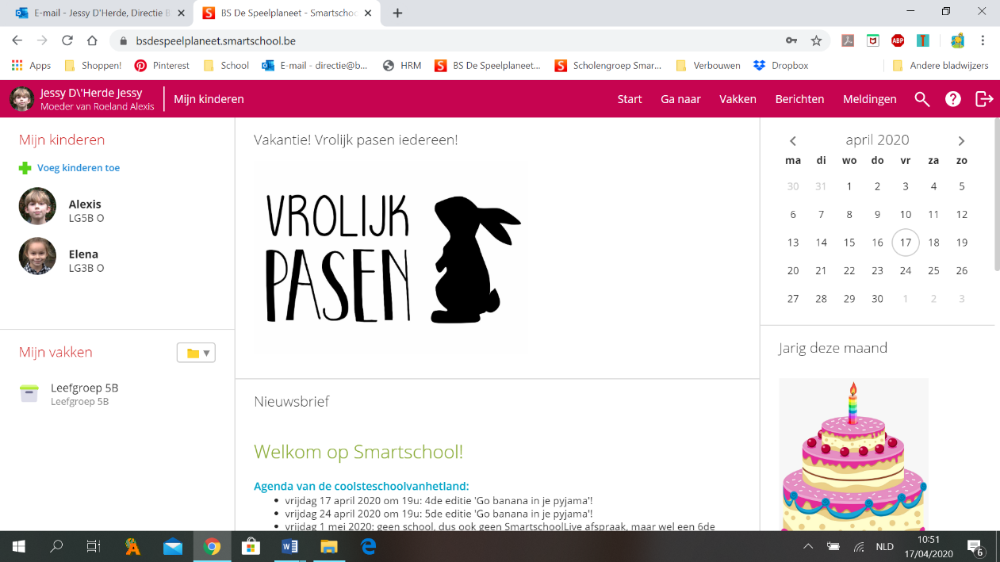 E-mail - Jessy D'Herde, Directie B
BS De Speelplaneet - Smartschoo
bsdespeelplaneet.smartschool.be
ABP
Apps
Shoppen!
Pinterest
School
E-mail - directie@b...
HRM
BS De Speelplaneet...
Scholengroep Smar...
Verbouwen
Dropbox
Andere bladwijzers
Jessy D\'Herde Jessy
Moeder van Roeland Alexis
Mijn kinderen
Start
Ga naar
Vakken
Berichten
Meldingen
Mijn kinderen
Voeg kinderen toe
Alexis
LG5B O
Elena
LG3B O
Mijn vakken
Leefgroep 5B
Leefgroep 5B
Vakantie! Vrolijk pasen iedereen!
VROLIJK
PASEN
Nieuwsbrief
Welkom op Smartschool!
Agenda van de coolsteschoolvanhetland:
• vrijdag 17 april 2020 om 19u: 4de editie 'Go banana in je pyjama'!
• vrijdag 24 april 2020 om 19u: 5de editie 'Go banana in je pyjama'!
• vrijdag 1 mei 2020: geen school, dus ook geen SmartschoolLive afspraak, maar wel een 6de
april 2020
ma di wo do vr za zo
30 31 1 2 3 4 5
6 7 8 9 10 11 12
13 14 15 16 17 18 19
20 21 22 23 24 25 26
27 28 29 30 1 2 3
Jarig deze maand
NLD
10:51
17/04/2020
6